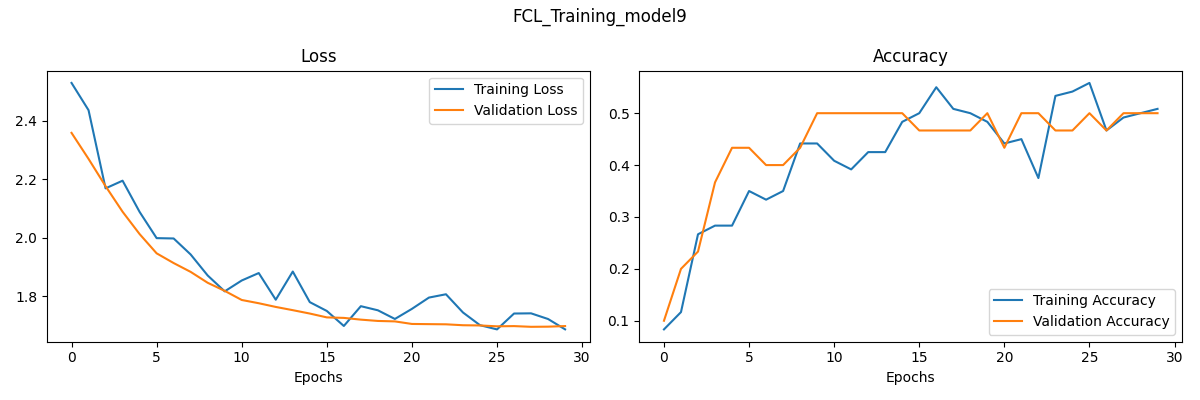 FCL_Training_model9
Loss
Training Loss
Validation Loss
2.4
2.2
2.0
1.8
0 5 10 15 20 25 30
Epochs
Accuracy
0.5
0.4
0.3
0.2
0.1
Training Accuracy
Validation Accuracy
0 5 10 15 20 25 30
Epochs